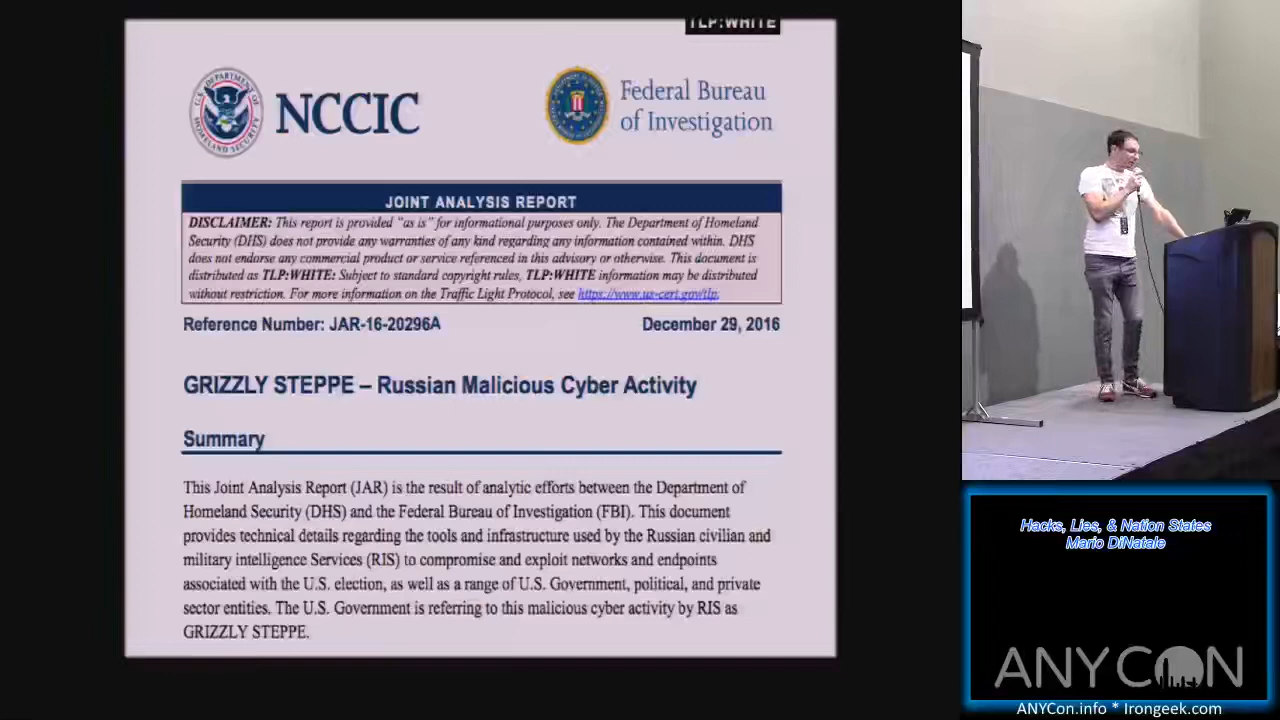 TLP:WHITE
NCCIC
Federal Bureau
of Investigation
JOINT ANALYSIS REPORT
DISCLAIMER: This report is provided "as is" for informational purposes only. The Department of Homeland
Security (DHS) does not provide any warranties of any kind regarding any information contained within. DHS
does not endorse any commercial product or service referenced in this advisory or otherwise. This document is
distributed as TLP:WHITE: Subject to standard copyright rules, TLP:WHITE information may be distributed
without restriction. For more information on the Traffic Light Protocol, see https://www.us-cert.gov/tlp.
Reference Number: JAR-16-20296A
December 29, 2016
GRIZZLY STEPPE – Russian Malicious Cyber Activity
Summary
This Joint Analysis Report (JAR) is the result of analytic efforts between the Department of
Homeland Security (DHS) and the Federal Bureau of Investigation (FBI). This document
provides technical details regarding the tools and infrastructure used by the Russian civilian and
military intelligence Services (RIS) to compromise and exploit networks and endpoints
associated with the U.S. election, as well as a range of U.S. Government, political, and private
sector entities. The U.S. Government is referring to this malicious cyber activity by RIS as
GRIZZLY STEPPE.
Hacks, Lies, & Nation States
Mario DiNatale
ANYCON
ANYCon.info * Irongeek.com